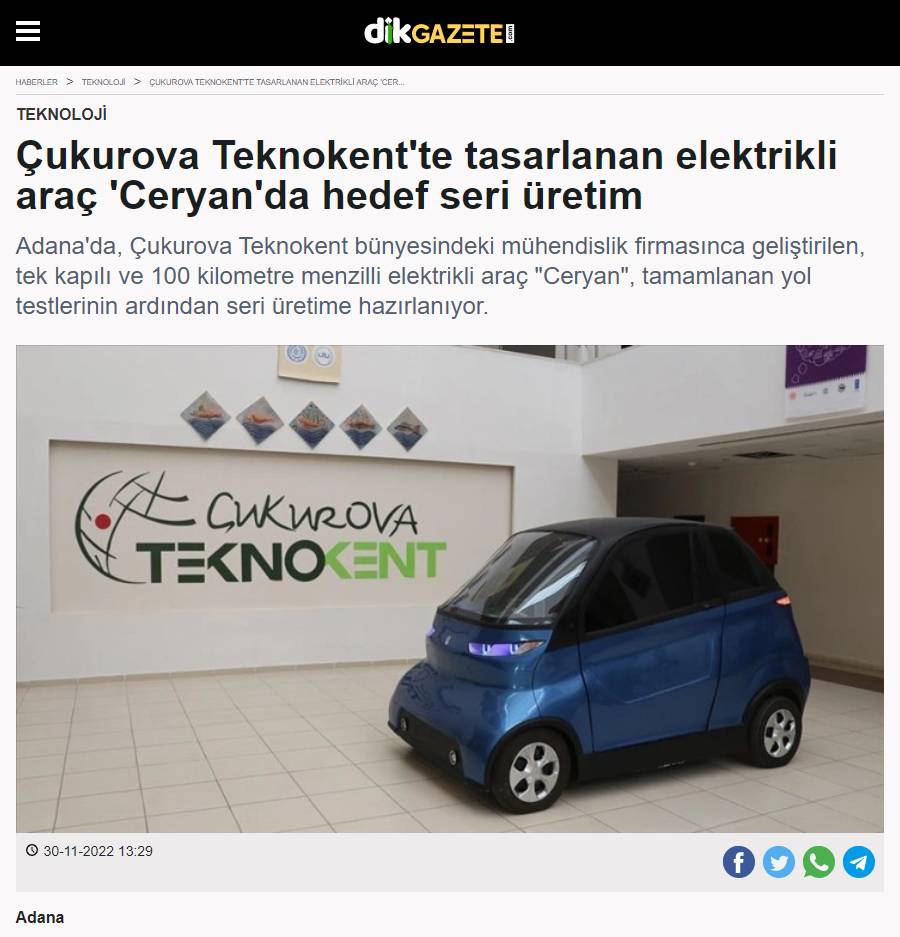 dikGAZETE.com
HABERLER > TEKNOLOJİ > ÇUKUROVA TEKNOKENT'TE TASARLANAN ELEKTRİKLİ ARAÇ 'CER...
TEKNOLOJİ
Çukurova Teknokent'te tasarlanan elektrikli
araç 'Ceryan'da hedef seri üretim
Adana'da, Çukurova Teknokent bünyesindeki mühendislik firmasınca geliştirilen,
tek kapılı ve 100 kilometre menzilli elektrikli araç "Ceryan", tamamlanan yol
testlerinin ardından seri üretime hazırlanıyor.
ÇUKUROVA
TEKNOKENT
30-11-2022 13:29
Adana